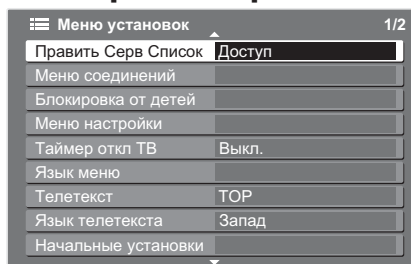 Меню установок 1/2
Править Серв Список Доступ
Меню соединений
Блокировка от детей
Меню настройки
Таймер откл ТВ Выкл.
Язык меню
Телетекст TOP
Язык телетекста Запад
Начальные установки